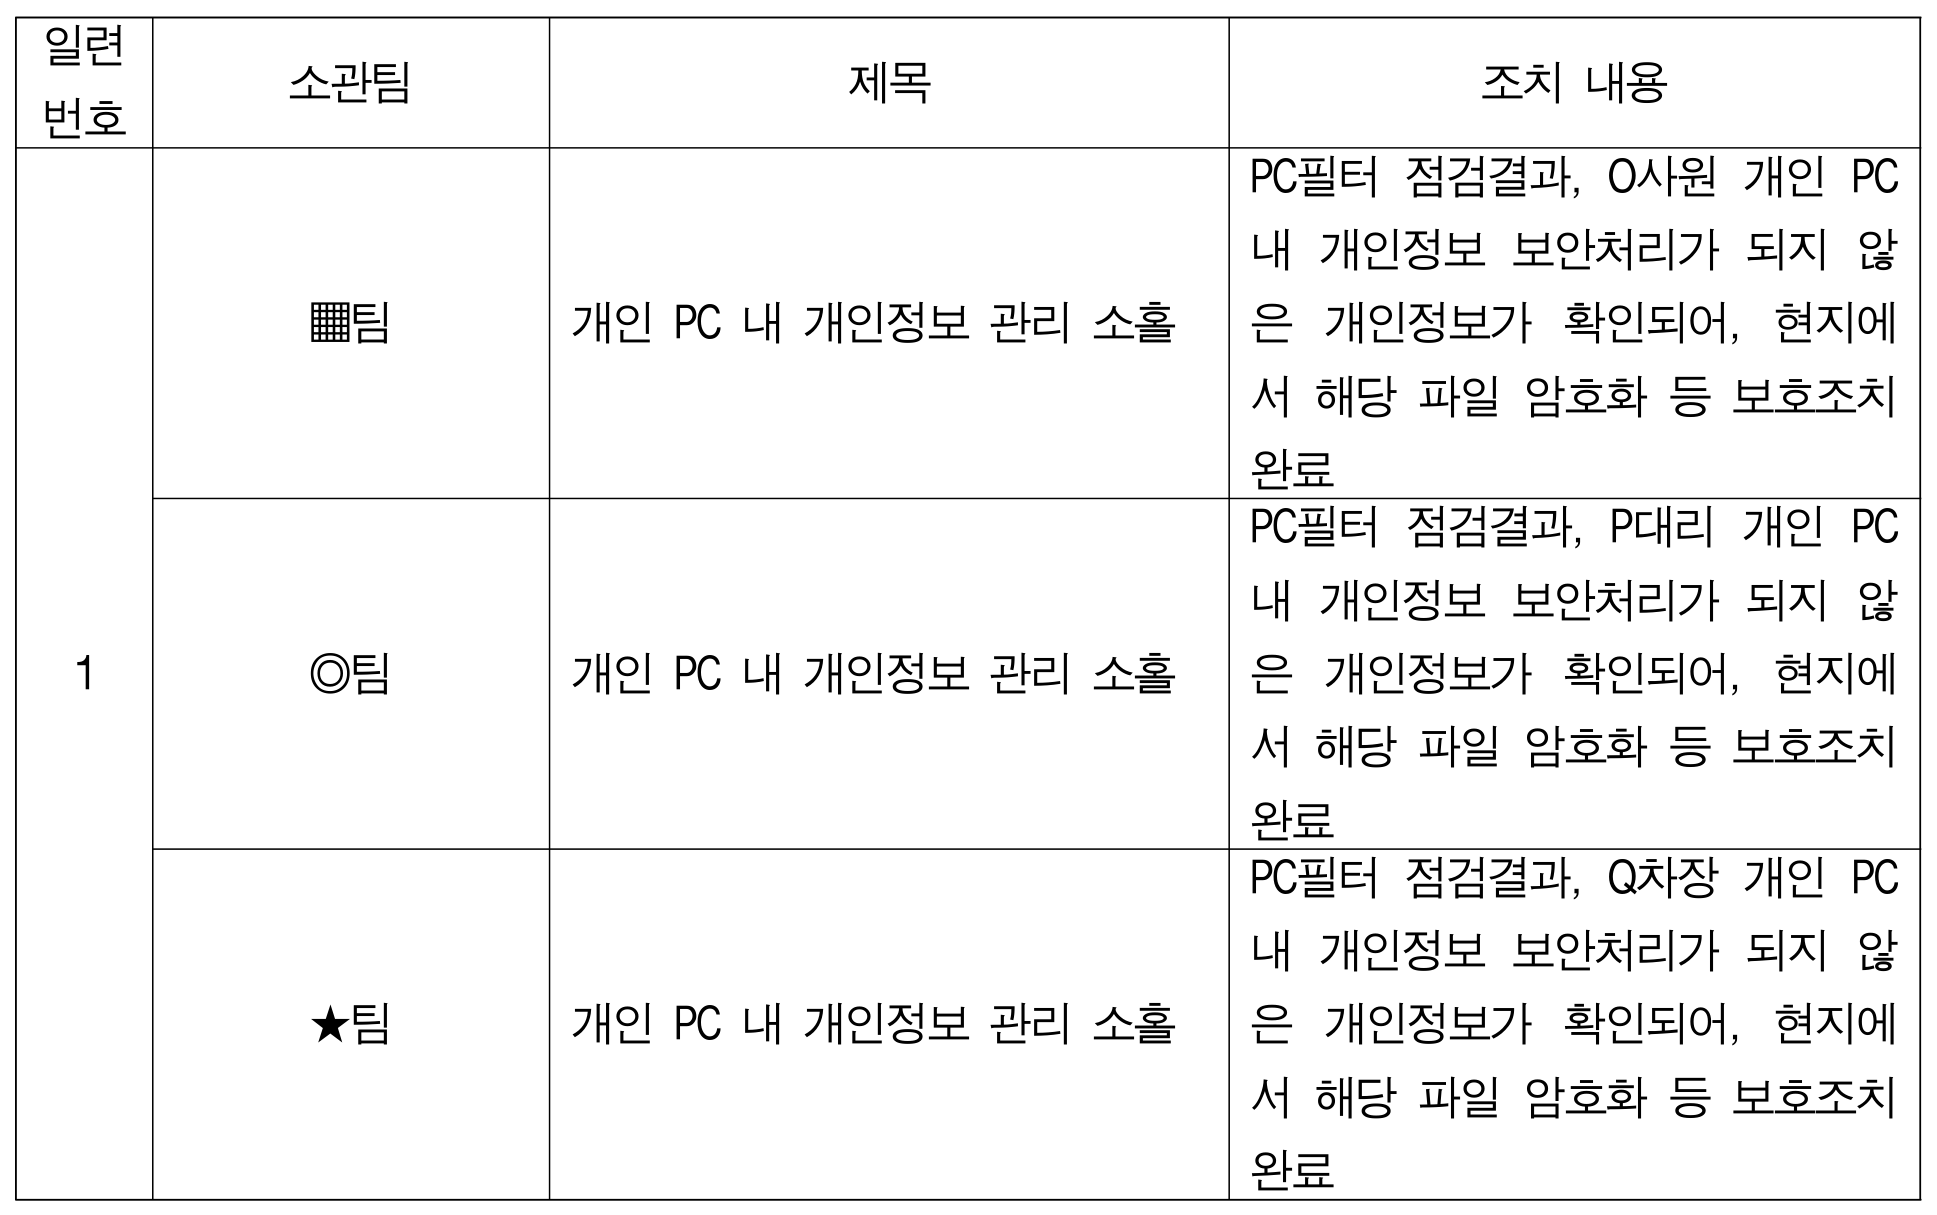 일련
번호
소관팀
제목
조치 내용
1
▦팀
개인 PC 내 개인정보 관리 소홀
PC필터 점검결과, O사원 개인 PC
내 개인정보 보안처리가 되지 않
은 개인정보가 확인되어, 현지에
서 해당 파일 암호화 등 보호조치
완료
◎팀
개인 PC 내 개인정보 관리 소홀
PC필터 점검결과, P대리 개인 PC
내 개인정보 보안처리가 되지 않
은 개인정보가 확인되어, 현지에
서 해당 파일 암호화 등 보호조치
완료
★팀
개인 PC 내 개인정보 관리 소홀
PC필터 점검결과, Q차장 개인 PC
내 개인정보 보안처리가 되지 않
은 개인정보가 확인되어, 현지에
서 해당 파일 암호화 등 보호조치
완료